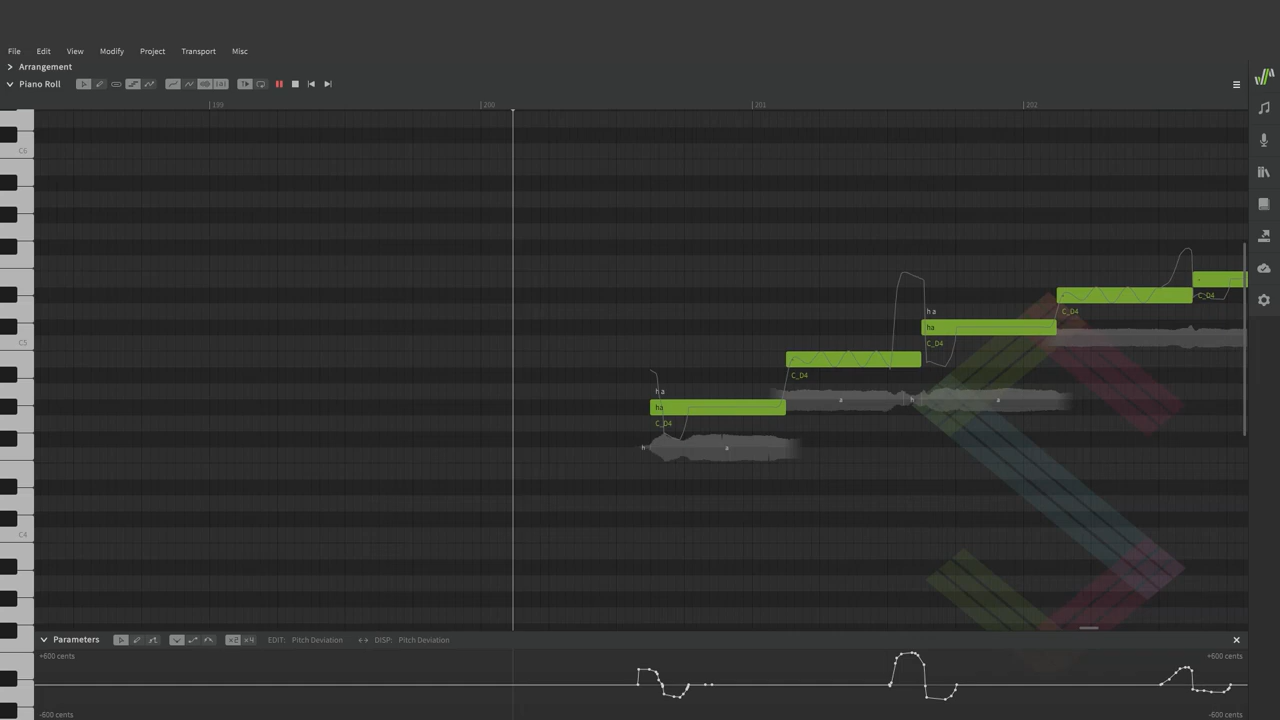 File Edit View Modify Project Transport Misc
Arrangement
Piano Roll
199 200 201 202
C6
C_D4
h a
C_D4
C5
ha
C_D4
C_D4
h a
a h a
ha
C_D4
h a
C4
Parameters x2 x4 EDIT: Pitch Deviation DISP: Pitch Deviation
+600 cents +600 cents
-600 cents -600 cents